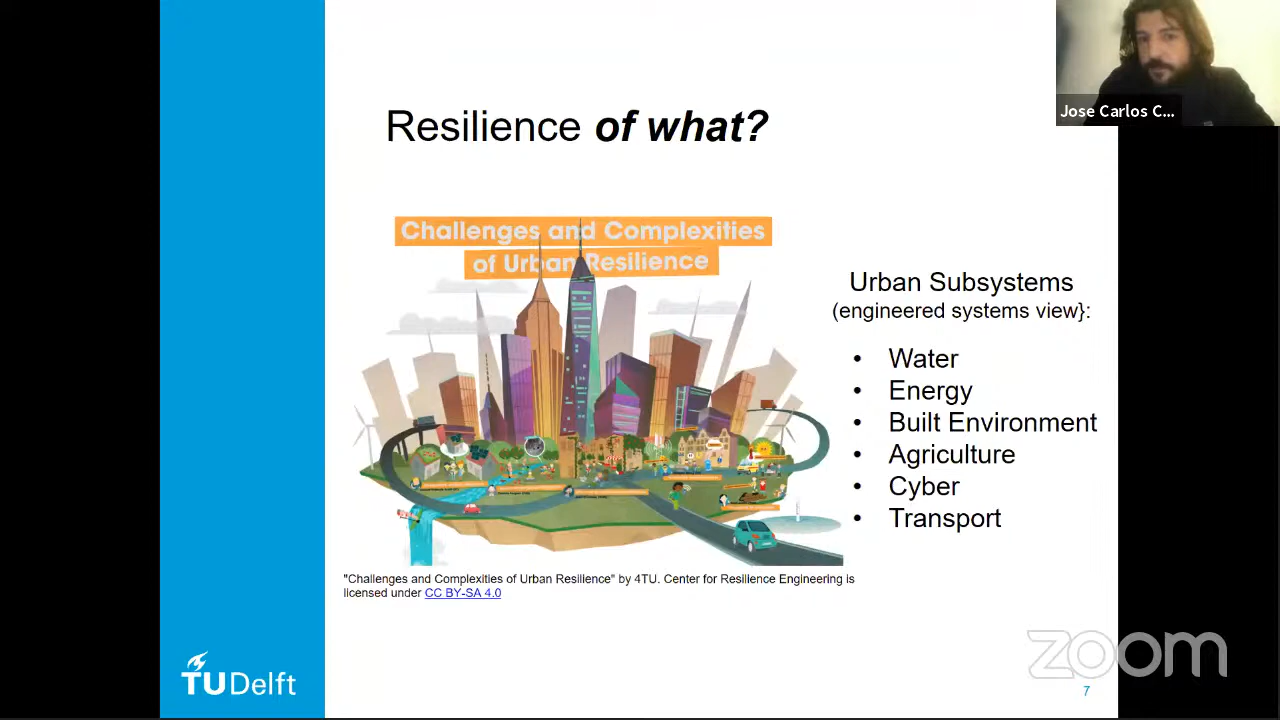 Jose Carlos C...
Resilience of what?
Challenges and Complexities
of Urban Resilience
Urban Subsystems
(engineered systems view}:
• Water
• Energy
• Built Environment
• Agriculture
• Cyber
• Transport
"Challenges and Complexities of Urban Resilience" by 4TU. Center for Resilience Engineering is
licensed under CC BY-SA 4.0
TUDelft
zoom
7